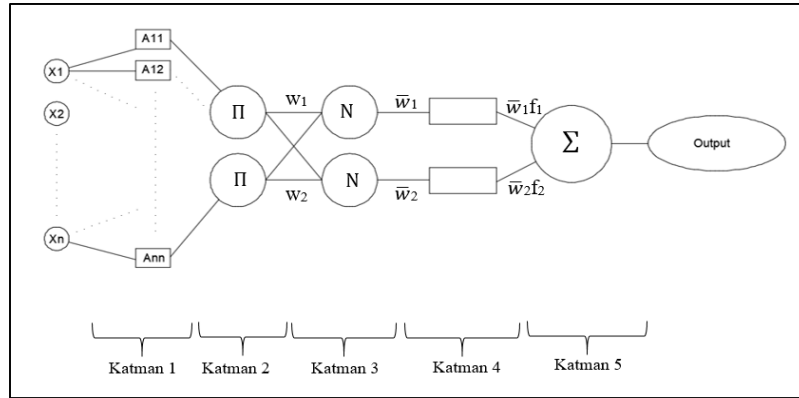 A11
X1
A12
X2
Π
w₁
N
w̅₁
w̅₁f₁
Σ
Output
Π
w₂
N
w̅₂
w̅₂f₂
Xn
Ann
Katman 1
Katman 2
Katman 3
Katman 4
Katman 5